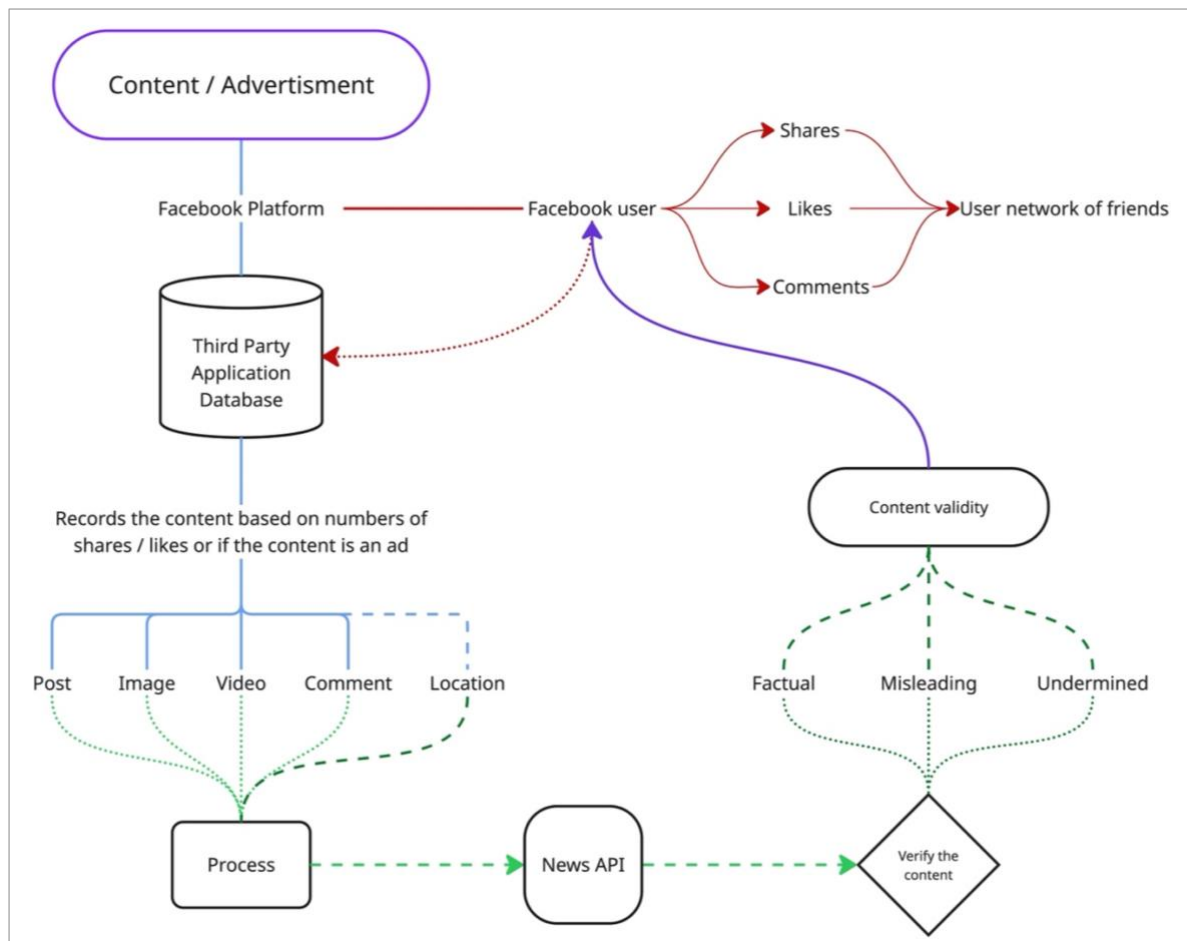 Content / Advertisment
Shares
Facebook Platform
Facebook user
Likes
User network of friends
Comments
Third Party
Application
Database
Content validity
Records the content based on numbers of
shares / likes or if the content is an ad
Post
Image
Video
Comment
Location
Factual
Misleading
Undermined
Process
News API
Verify the
content